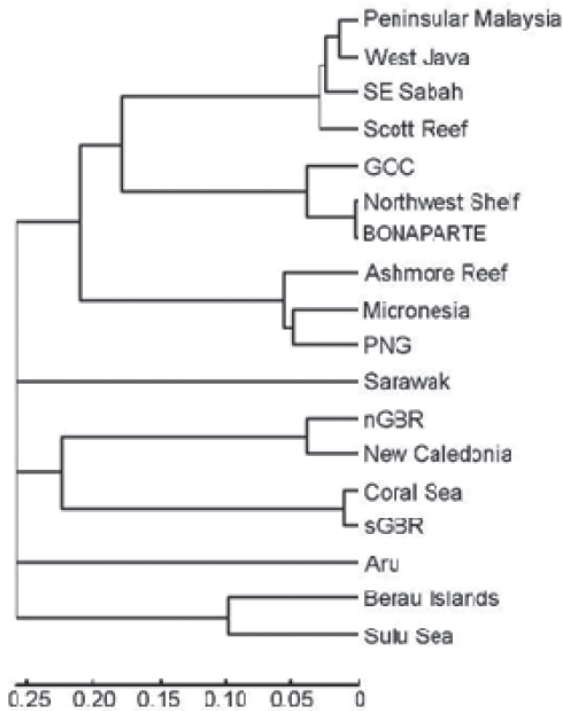 Peninsular Malaysia
West Java
SE Sabah
Scott Reef
GOC
Northwest Shelf
BONAPARTE
Ashmore Reef
Micronesia
PNG
Sarawak
nGBR
New Caledonia
Coral Sea
sGBR
Aru
Berau Islands
Sulu Sea
0.25 0.20 0.15 0.10 0.05 0